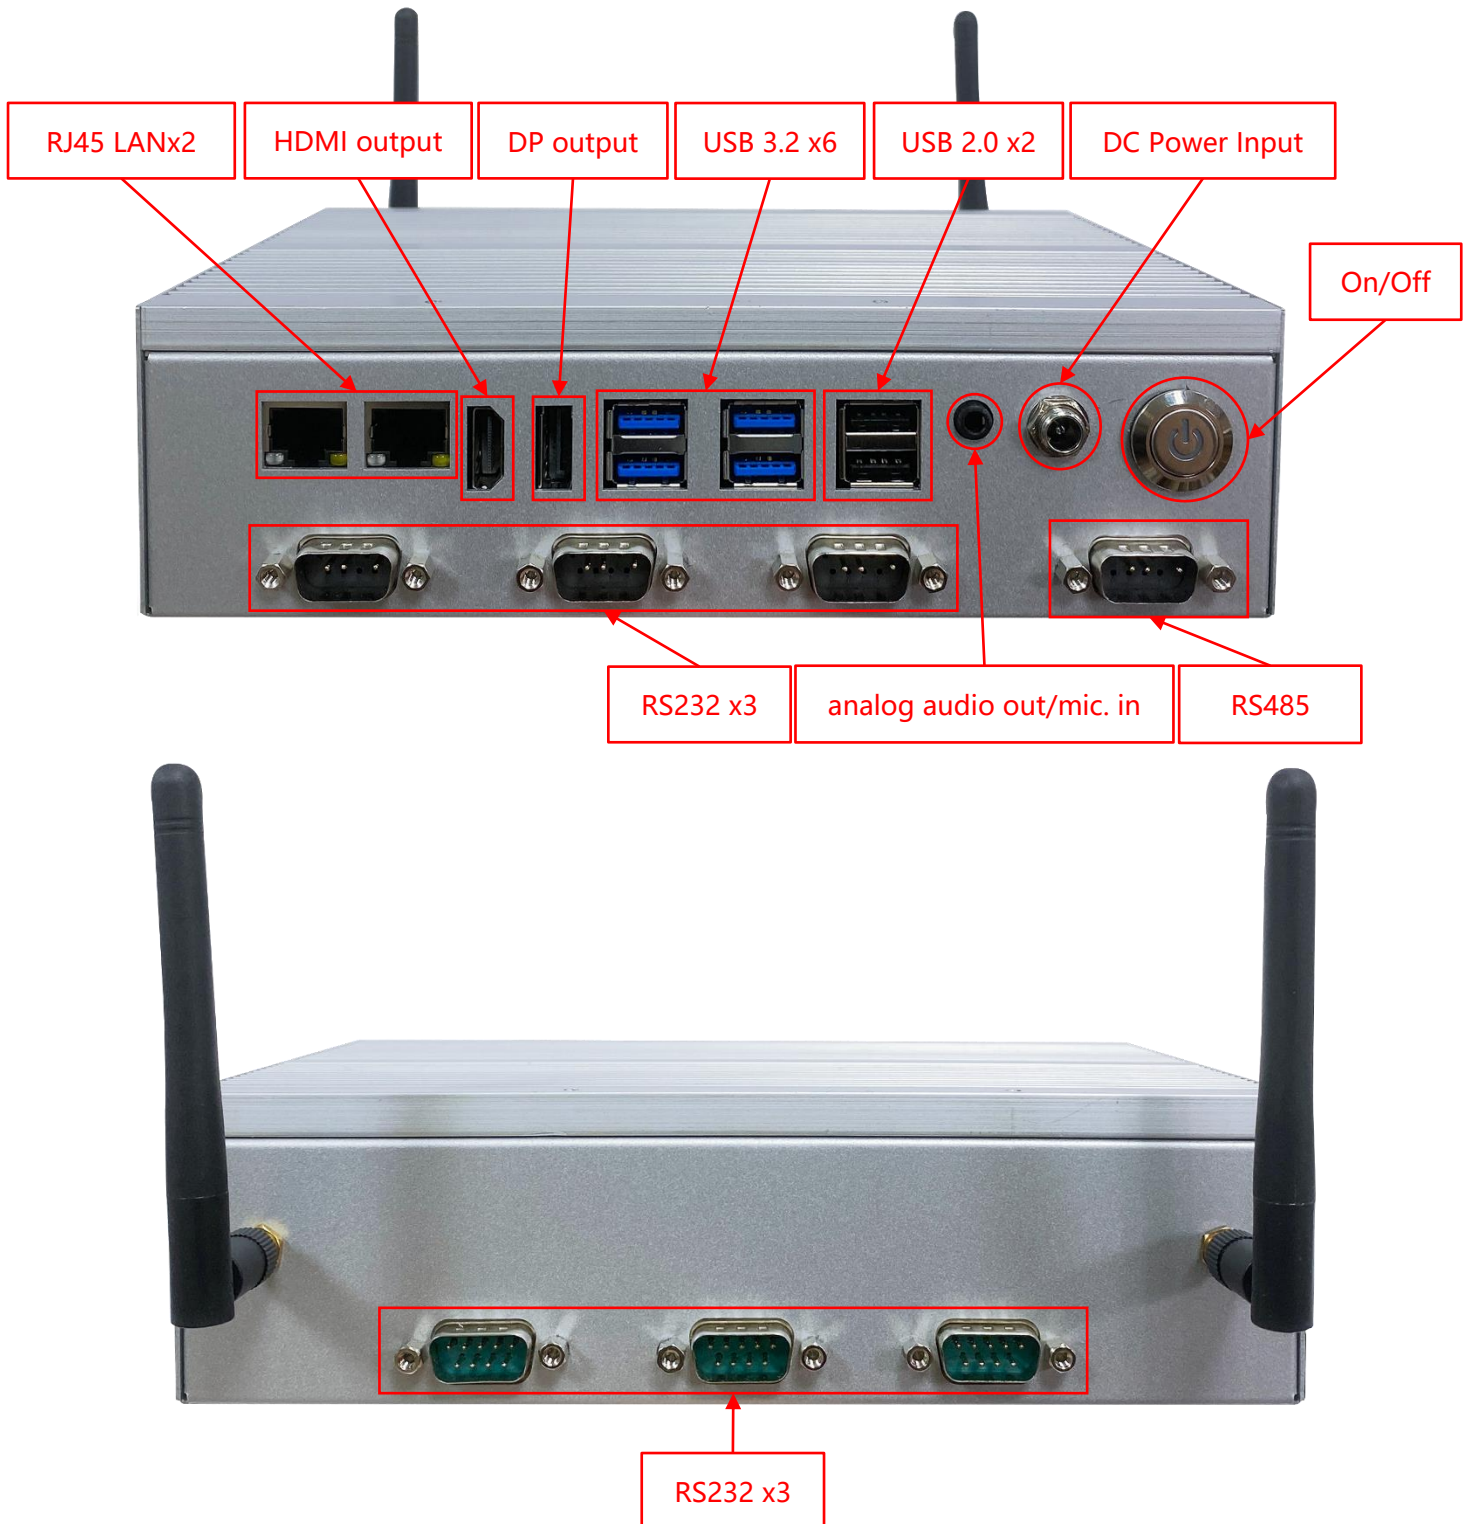 RJ45 LANx2
HDMI output
DP output
USB 3.2 x6
USB 2.0 x2
DC Power Input
On/Off
RS232 x3
analog audio out/mic. in
RS485
RS232 x3